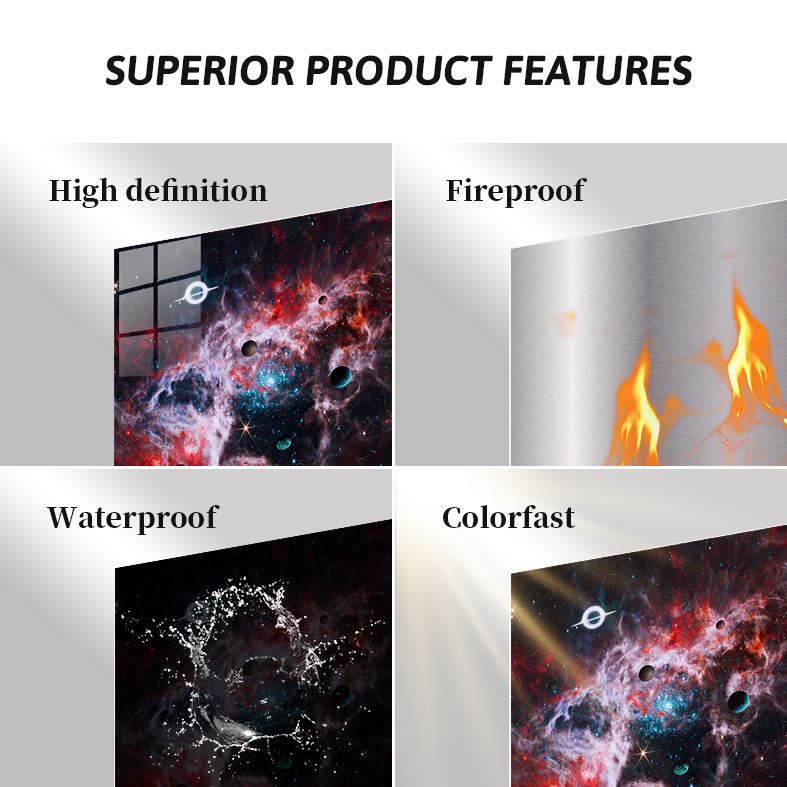 SUPERIOR PRODUCT FEATURES
High definition
Fireproof
Waterproof
Colorfast